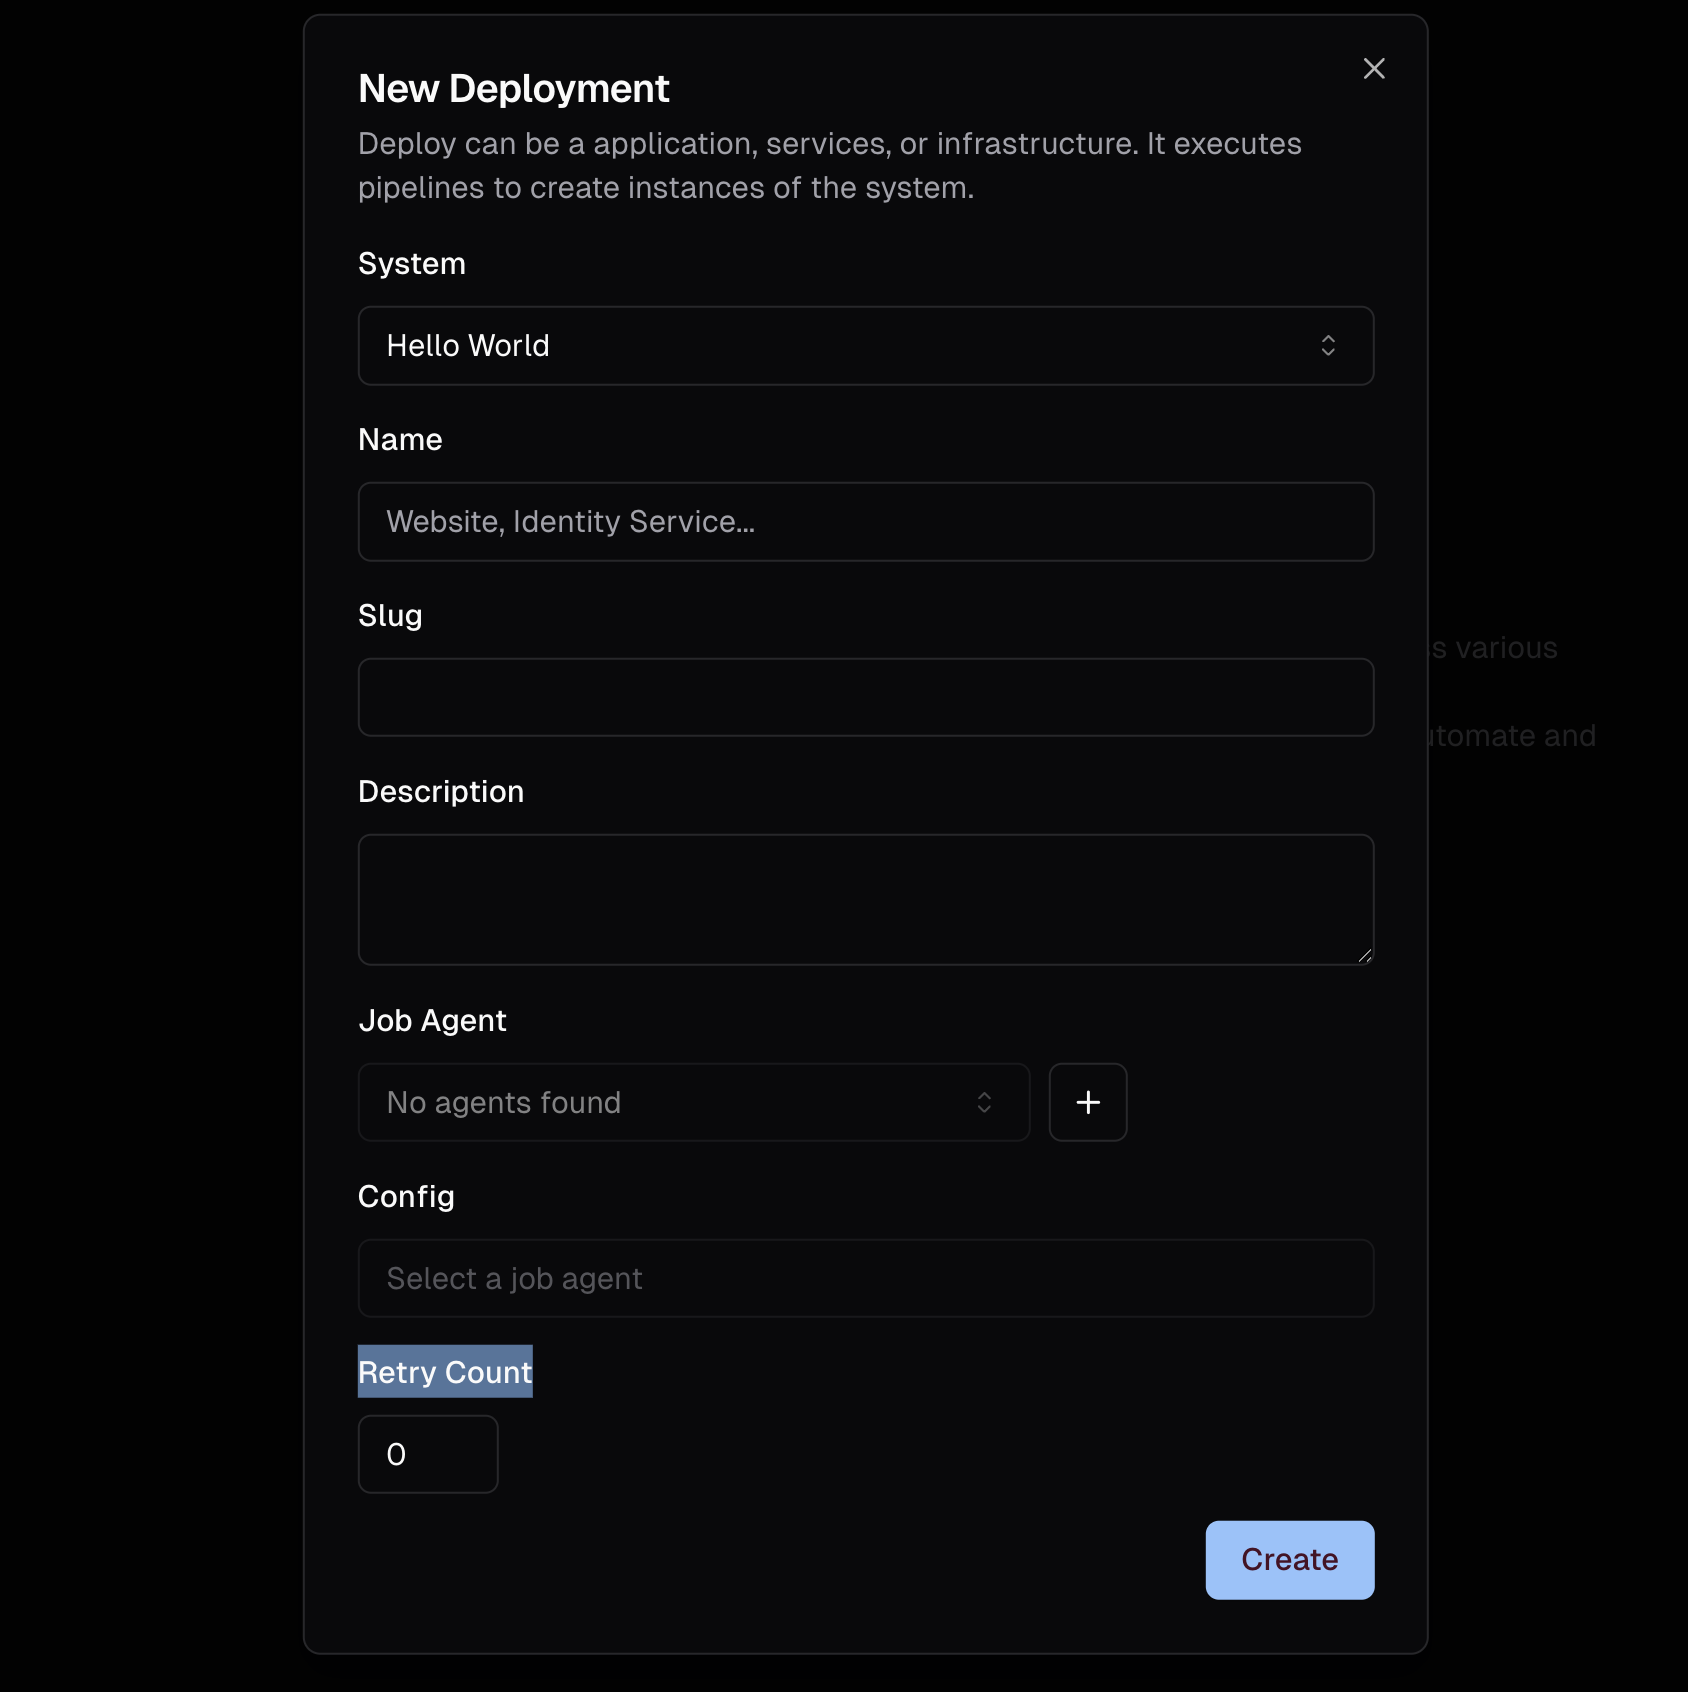 New Deployment
Deploy can be a application, services, or infrastructure. It executes
pipelines to create instances of the system.
System
Hello World
Name
Website, Identity Service...
Slug
various
and
Description
Job Agent
No agents found
Config
Select a job agent
Retry Count
0
Create